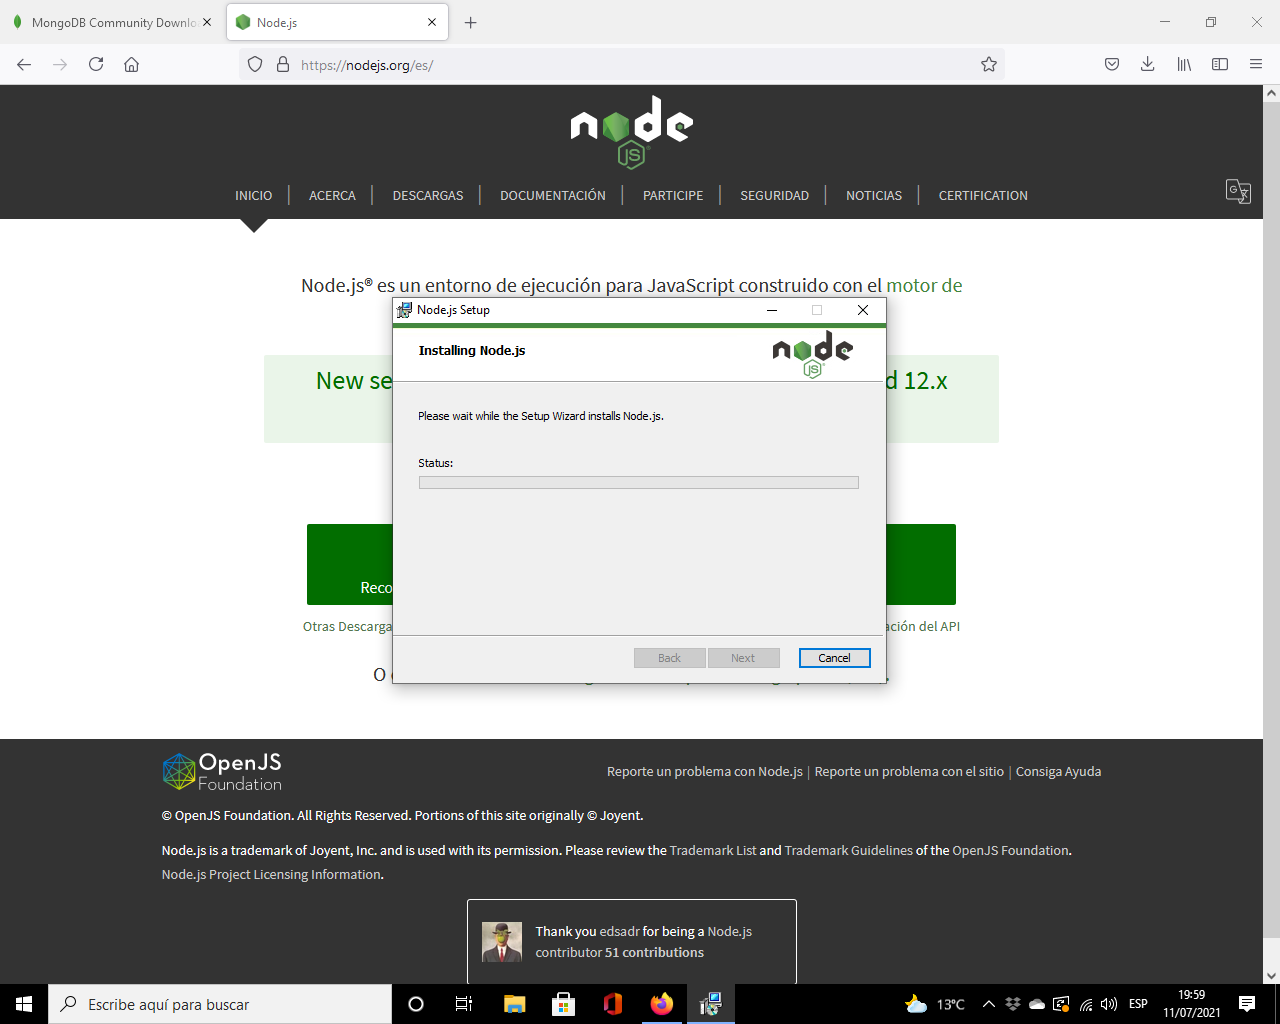 MongoDB Community Downlo
Node.js
https://nodejs.org/es/
node
JS
INICIO | ACERCA | DESCARGAS | DOCUMENTACIÓN | PARTICIPE | SEGURIDAD | NOTICIAS | CERTIFICATION
Node.js® es un entorno de ejecución para JavaScript construido con el motor de
Node.js Setup
Installing Node.js
node
JS
New se
d 12.x
Please wait while the Setup Wizard installs Node.js.
Status:
Reco
Otras Descarga
ación del API
Back
Next
Cancel
O
OpenJS
Foundation
Reporte un problema con Node.js | Reporte un problema con el sitio | Consiga Ayuda
© OpenJS Foundation. All Rights Reserved. Portions of this site originally © Joyent.
Node.js is a trademark of Joyent, Inc. and is used with its permission. Please review the Trademark List and Trademark Guidelines of the OpenJS Foundation.
Node.js Project Licensing Information.
Thank you edsadr for being a Node.js
contributor 51 contributions
Escribe aquí para buscar
13°C
ESP
19:59
11/07/2021